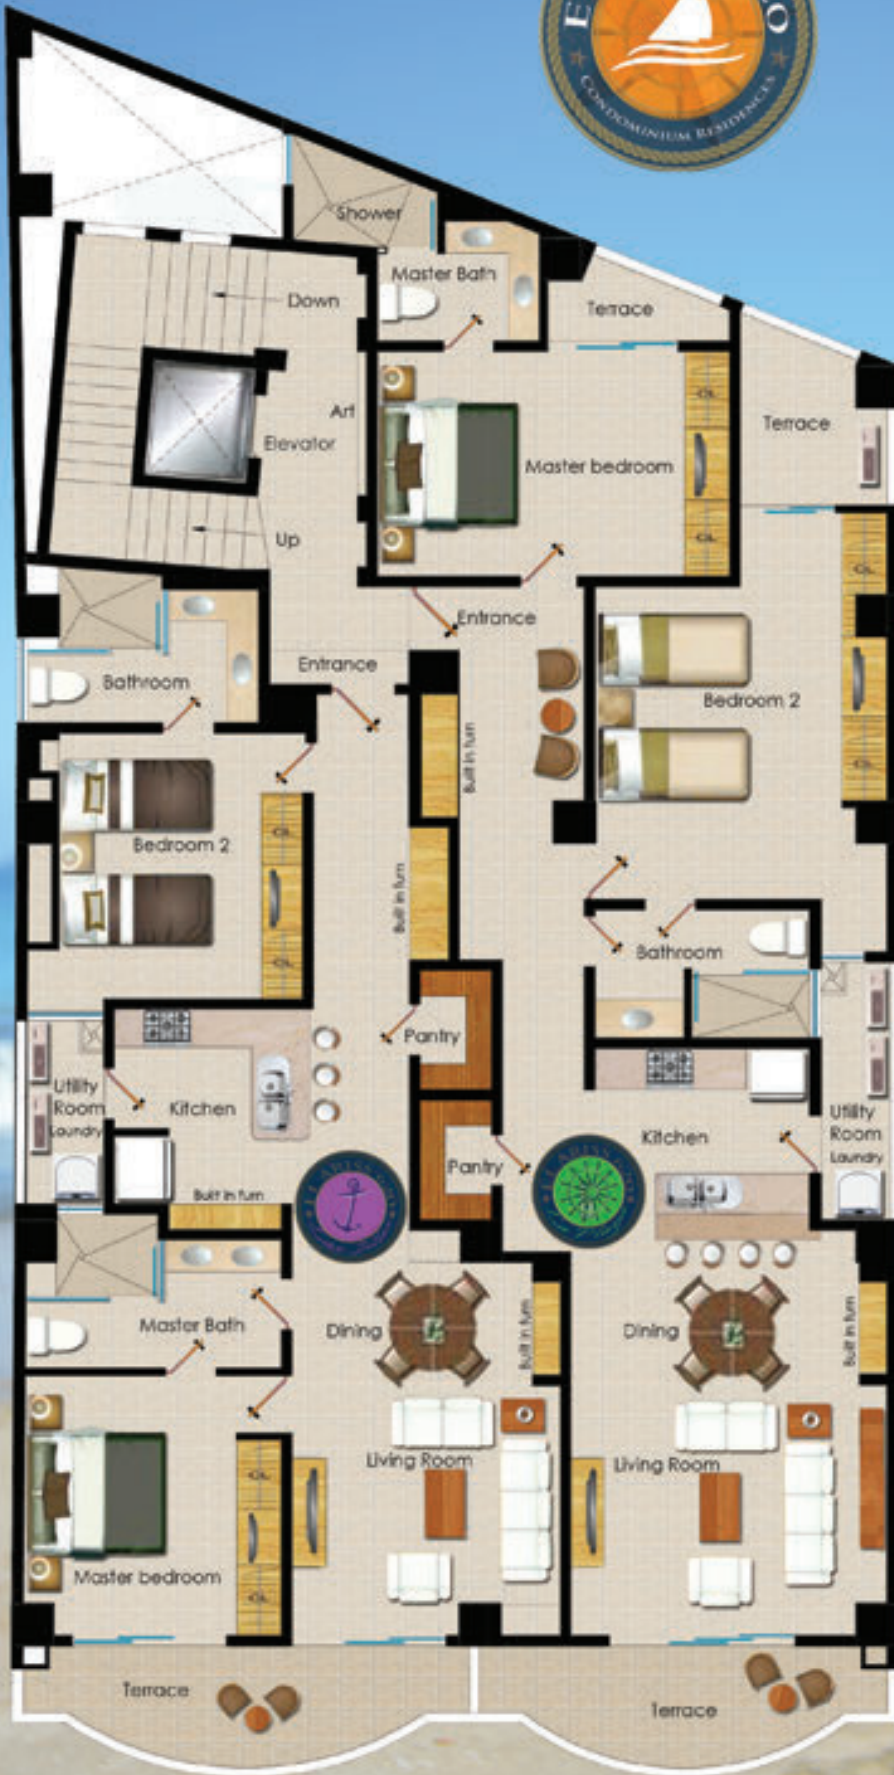 CONDOMINIUM RESIDENCES
Shower
Master Bath
Down
Terrace
Art
Elevator
Terrace
Master bedroom
Up
Entrance
Entrance
Bathroom
Bedroom 2
Built in furn
Bedroom 2
Built in furn
Bathroom
Pantry
Utility
Room
Laundry
Kitchen
Utility
Room
Laundry
Kitchen
Pantry
Built in furn
Master Bath
Dining
Built in furn
Dining
Built in furn
Living Room
Living Room
Master bedroom
Terrace
Terrace